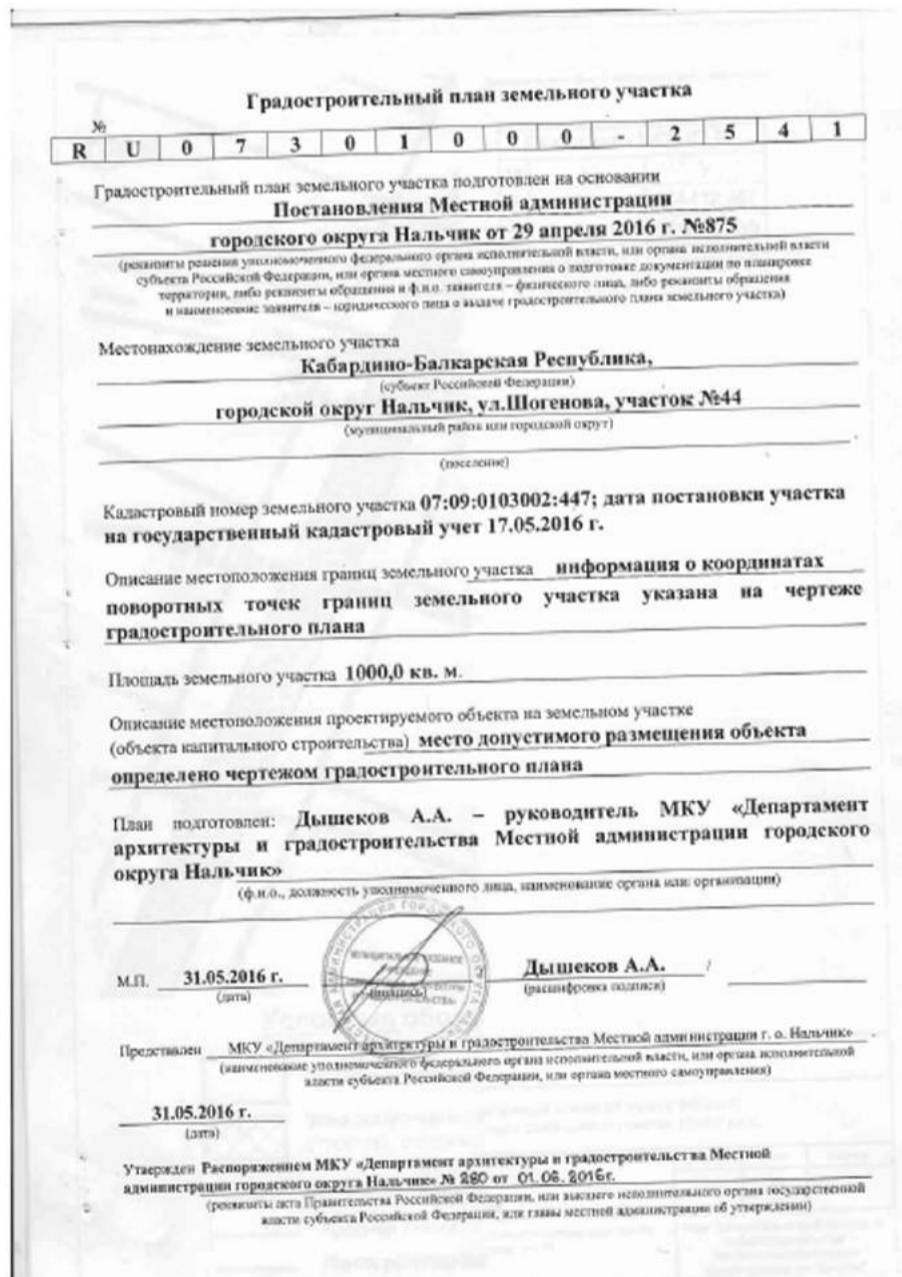 Градостроительный план земельного участка
№
R U 0 7 3 0 1 0 0 0 - 2 5 4 1
Градостроительный план земельного участка подготовлен на основании
Постановления Местной администрации
городского округа Нальчик от 29 апреля 2016 г. №875
(реквизиты решения уполномоченного федерального органа исполнительной власти, или органа исполнительной власти
субъекта Российской Федерации, или органа местного самоуправления о подготовке документации по планировке
территории, либо реквизиты обращения и ф.и.о. заявителя – физического лица, либо реквизиты обращения
и наименование заявителя – юридического лица о выдаче градостроительного плана земельного участка)
Местонахождение земельного участка
Кабардино-Балкарская Республика,
(субъект Российской Федерации)
городской округ Нальчик, ул.Шогенова, участок №44
(муниципальный район или городской округ)
(поселение)
Кадастровый номер земельного участка 07:09:0103002:447; дата постановки участка
на государственный кадастровый учет 17.05.2016 г.
Описание местоположения границ земельного участка информация о координатах
поворотных точек границ земельного участка указана на чертеже
градостроительного плана
Площадь земельного участка 1000,0 кв. м.
Описание местоположения проектируемого объекта на земельном участке
(объекта капитального строительства) место допустимого размещения объекта
определено чертежом градостроительного плана
План подготовлен: Дышеков А.А. – руководитель МКУ «Департамент
архитектуры и градостроительства Местной администрации городского
округа Нальчик»
(ф.и.о., должность уполномоченного лица, наименование органа или организации)
М.П. 31.05.2016 г. Дышеков А.А. /
(дата) (подпись) (расшифровка подписи)
Представлен МКУ «Департамент архитектуры и градостроительства Местной администрации г. о. Нальчик»
(наименование уполномоченного федерального органа исполнительной власти, или органа исполнительной
власти субъекта Российской Федерации, или органа местного самоуправления)
31.05.2016 г.
(дата)
Утвержден Распоряжением МКУ «Департамент архитектуры и градостроительства Местной
администрации городского округа Нальчик» № 280 от 01.06.2016г.
(реквизиты акта Правительства Российской Федерации, или высшего исполнительного органа государственной
власти субъекта Российской Федерации, или главы местной администрации об утверждении)